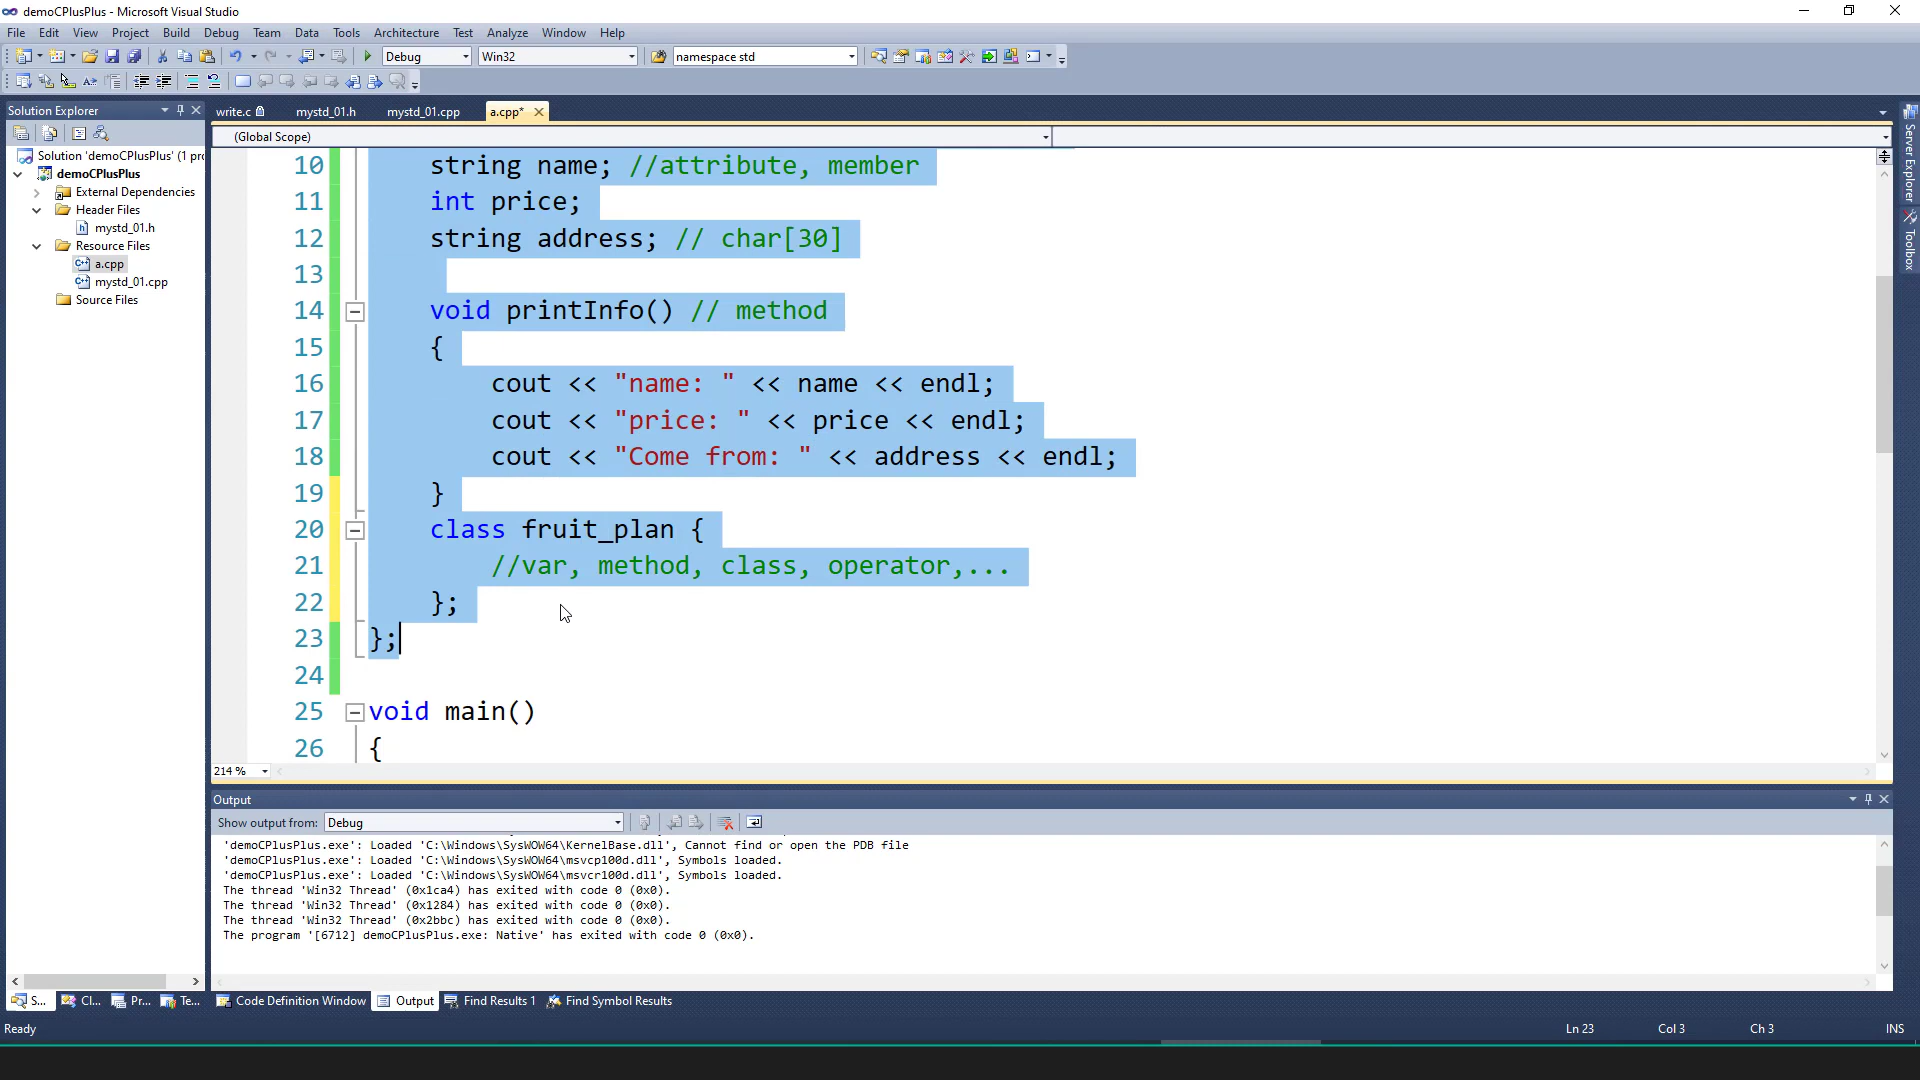 demoCPlusPlus - Microsoft Visual Studio
File Edit View Project Build Debug Team Data Tools Architecture Test Analyze Window Help
Debug Win32 namespace std
Solution Explorer
write.c mystd_01.h mystd_01.cpp a.cpp*
(Global Scope)
Solution 'demoCPlusPlus' (1 pro
demoCPlusPlus
External Dependencies
Header Files
mystd_01.h
Resource Files
a.cpp
mystd_01.cpp
Source Files
10 string name; //attribute, member
11 int price;
12 string address; // char[30]
13
14 void printInfo() // method
15 {
16 cout << "name: " << name << endl;
17 cout << "price: " << price << endl;
18 cout << "Come from: " << address << endl;
19 }
20 class fruit_plan {
21 //var, method, class, operator,...
22 };
23 };
24
25 void main()
26 {
214 %
Server Explorer
Toolbox
Output
Show output from: Debug
'demoCPlusPlus.exe': Loaded 'C:\Windows\SysWOW64\KernelBase.dll', Cannot find or open the PDB file
'demoCPlusPlus.exe': Loaded 'C:\Windows\SysWOW64\msvcp100d.dll', Symbols loaded.
'demoCPlusPlus.exe': Loaded 'C:\Windows\SysWOW64\msvcr100d.dll', Symbols loaded.
The thread 'Win32 Thread' (0x1ca4) has exited with code 0 (0x0).
The thread 'Win32 Thread' (0x1284) has exited with code 0 (0x0).
The thread 'Win32 Thread' (0x2bbc) has exited with code 0 (0x0).
The program '[6712] demoCPlusPlus.exe: Native' has exited with code 0 (0x0).
S... Cl... Pr... Te... Code Definition Window Output Find Results 1 Find Symbol Results
Ready Ln 23 Col 3 Ch 3 INS